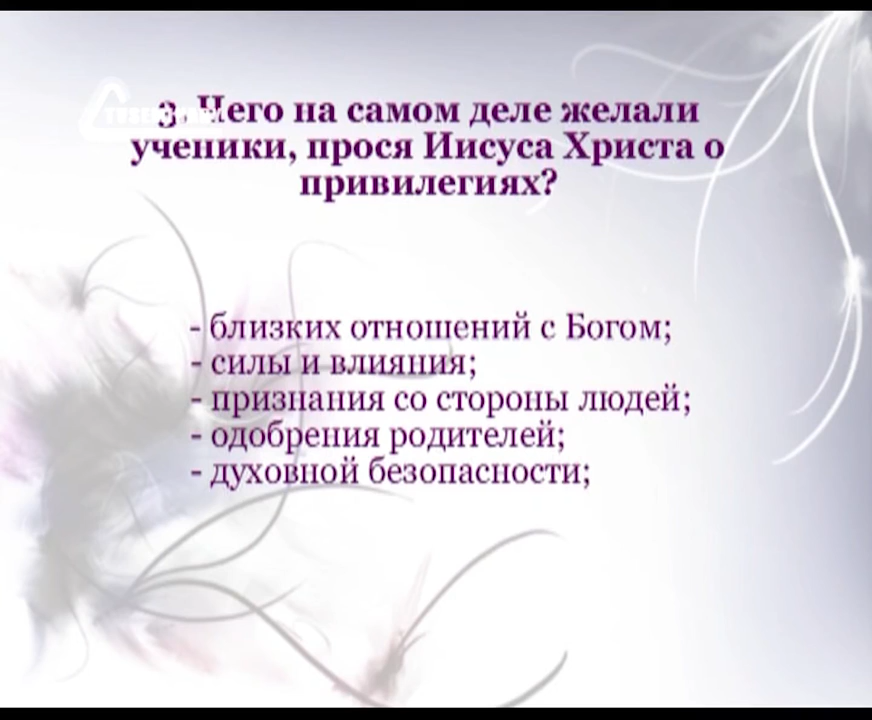 3. Чего на самом деле желали
ученики, прося Иисуса Христа о
привилегиях?
- близких отношений с Богом;
- силы и влияния;
- признания со стороны людей;
- одобрения родителей;
- духовной безопасности;